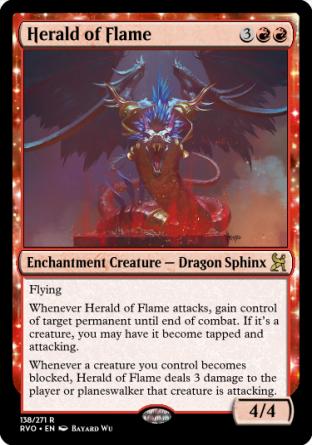 Herald of Flame 3
Flying
Enchantment Creature — Dragon Sphinx
Whenever Herald of Flame attacks, gain control
of target permanent until end of combat. If it's a
creature, you may have it become tapped and
attacking.
Whenever a creature you control becomes
blocked, Herald of Flame deals 3 damage to the
player or planeswalker that creature is attacking.
4/4
138/271 R
RVO • EN Bayard Wu